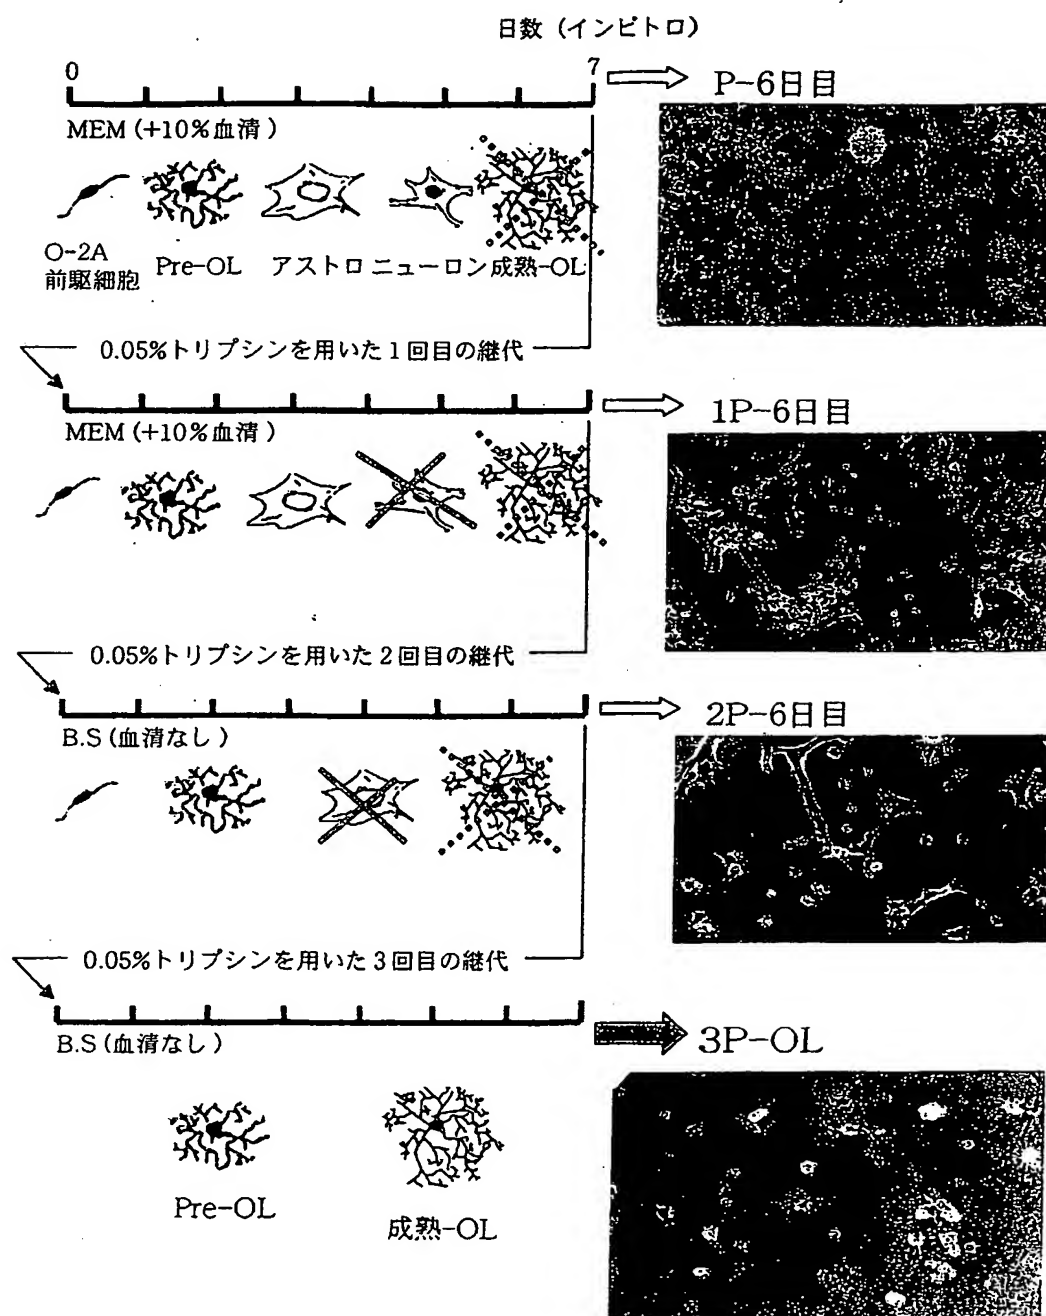 日数 (インビトロ)
0
7
P-6日目
MEM (+10%血清)
O-2A
前駆細胞
Pre-OL
アストロ
ニューロン
成熟-OL
0.05%トリプシンを用いた1回目の継代
1P-6日目
MEM (+10%血清)
0.05%トリプシンを用いた2回目の継代
2P-6日目
B.S (血清なし)
0.05%トリプシンを用いた3回目の継代
3P-OL
B.S (血清なし)
Pre-OL
成熟-OL